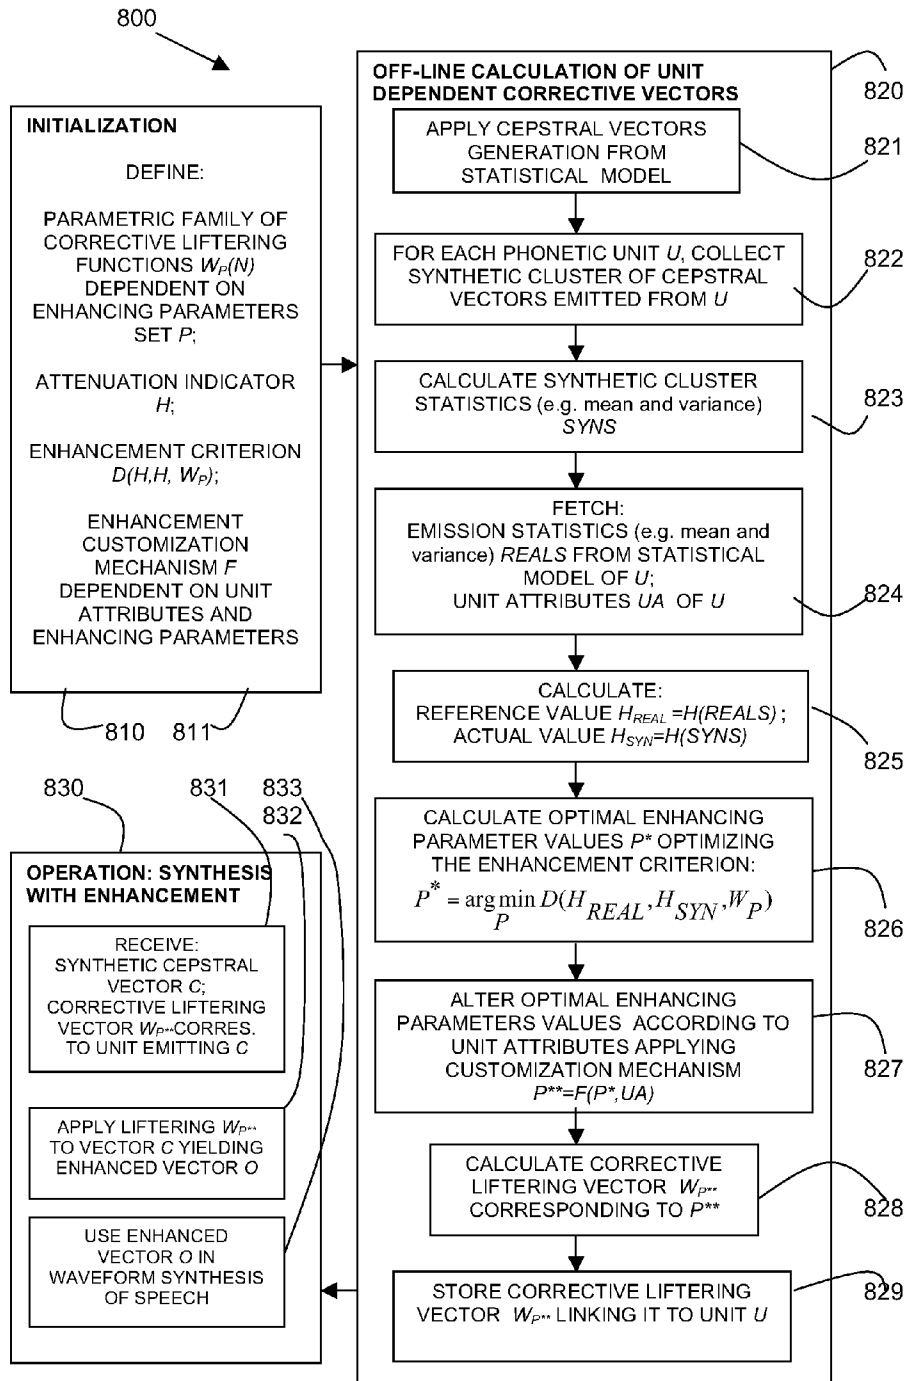 800
INITIALIZATION
DEFINE:
PARAMETRIC FAMILY OF
CORRECTIVE LIFTERING
FUNCTIONS W_P(N)
DEPENDENT ON
ENHANCING PARAMETERS
SET P;
ATTENUATION INDICATOR
H;
ENHANCEMENT CRITERION
D(H,H, W_P);
ENHANCEMENT
CUSTOMIZATION
MECHANISM F
DEPENDENT ON UNIT
ATTRIBUTES AND
ENHANCING PARAMETERS
810
811
OFF-LINE CALCULATION OF UNIT
DEPENDENT CORRECTIVE VECTORS
820
APPLY CEPSTRAL VECTORS
GENERATION FROM
STATISTICAL MODEL
821
FOR EACH PHONETIC UNIT U, COLLECT
SYNTHETIC CLUSTER OF CEPSTRAL
VECTORS EMITTED FROM U
822
CALCULATE SYNTHETIC CLUSTER
STATISTICS (e.g. mean and variance)
SYNS
823
FETCH:
EMISSION STATISTICS (e.g. mean and
variance) REALS FROM STATISTICAL
MODEL OF U;
UNIT ATTRIBUTES UA OF U
824
CALCULATE:
REFERENCE VALUE H_REAL =H(REALS) ;
ACTUAL VALUE H_SYN=H(SYNS)
825
CALCULATE OPTIMAL ENHANCING
PARAMETER VALUES P* OPTIMIZING
THE ENHANCEMENT CRITERION:
P* = arg min_P D(H_REAL, H_SYN, W_P)
826
ALTER OPTIMAL ENHANCING
PARAMETERS VALUES ACCORDING TO
UNIT ATTRIBUTES APPLYING
CUSTOMIZATION MECHANISM
P**=F(P*,UA)
827
CALCULATE CORRECTIVE
LIFTERING VECTOR W_P**
CORRESPONDING TO P**
828
STORE CORRECTIVE LIFTERING
VECTOR W_P** LINKING IT TO UNIT U
829
830
831
832
833
OPERATION: SYNTHESIS
WITH ENHANCEMENT
RECEIVE:
SYNTHETIC CEPSTRAL
VECTOR C;
CORRECTIVE LIFTERING
VECTOR W_P** CORRES.
TO UNIT EMITTING C
APPLY LIFTERING W_P**
TO VECTOR C YIELDING
ENHANCED VECTOR O
USE ENHANCED
VECTOR O IN
WAVEFORM SYNTHESIS
OF SPEECH